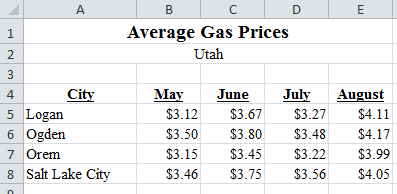 A B C D E
1 Average Gas Prices
2 Utah
3
4 City May June July August
5 Logan $3.12 $3.67 $3.27 $4.11
6 Ogden $3.50 $3.80 $3.48 $4.17
7 Orem $3.15 $3.45 $3.22 $3.99
8 Salt Lake City $3.46 $3.75 $3.56 $4.05